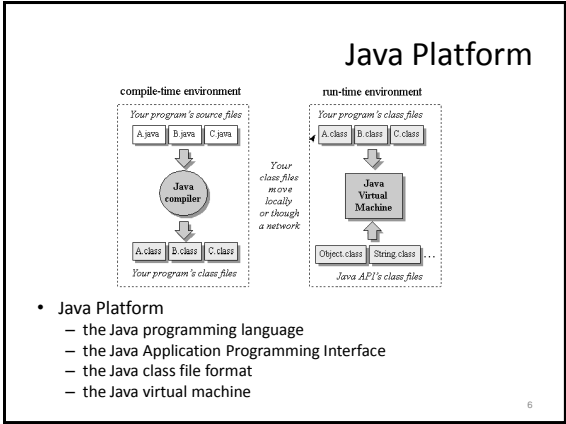 Java Platform
compile-time environment
Your program's source files
A.java B.java C.java
Java
compiler
A.class B.class C.class
Your program's class files
Your
class files
move
locally
or though
a network
run-time environment
Your program's class files
A.class B.class C.class
Java
Virtual
Machine
Object.class String.class ...
Java API's class files
• Java Platform
– the Java programming language
– the Java Application Programming Interface
– the Java class file format
– the Java virtual machine
6